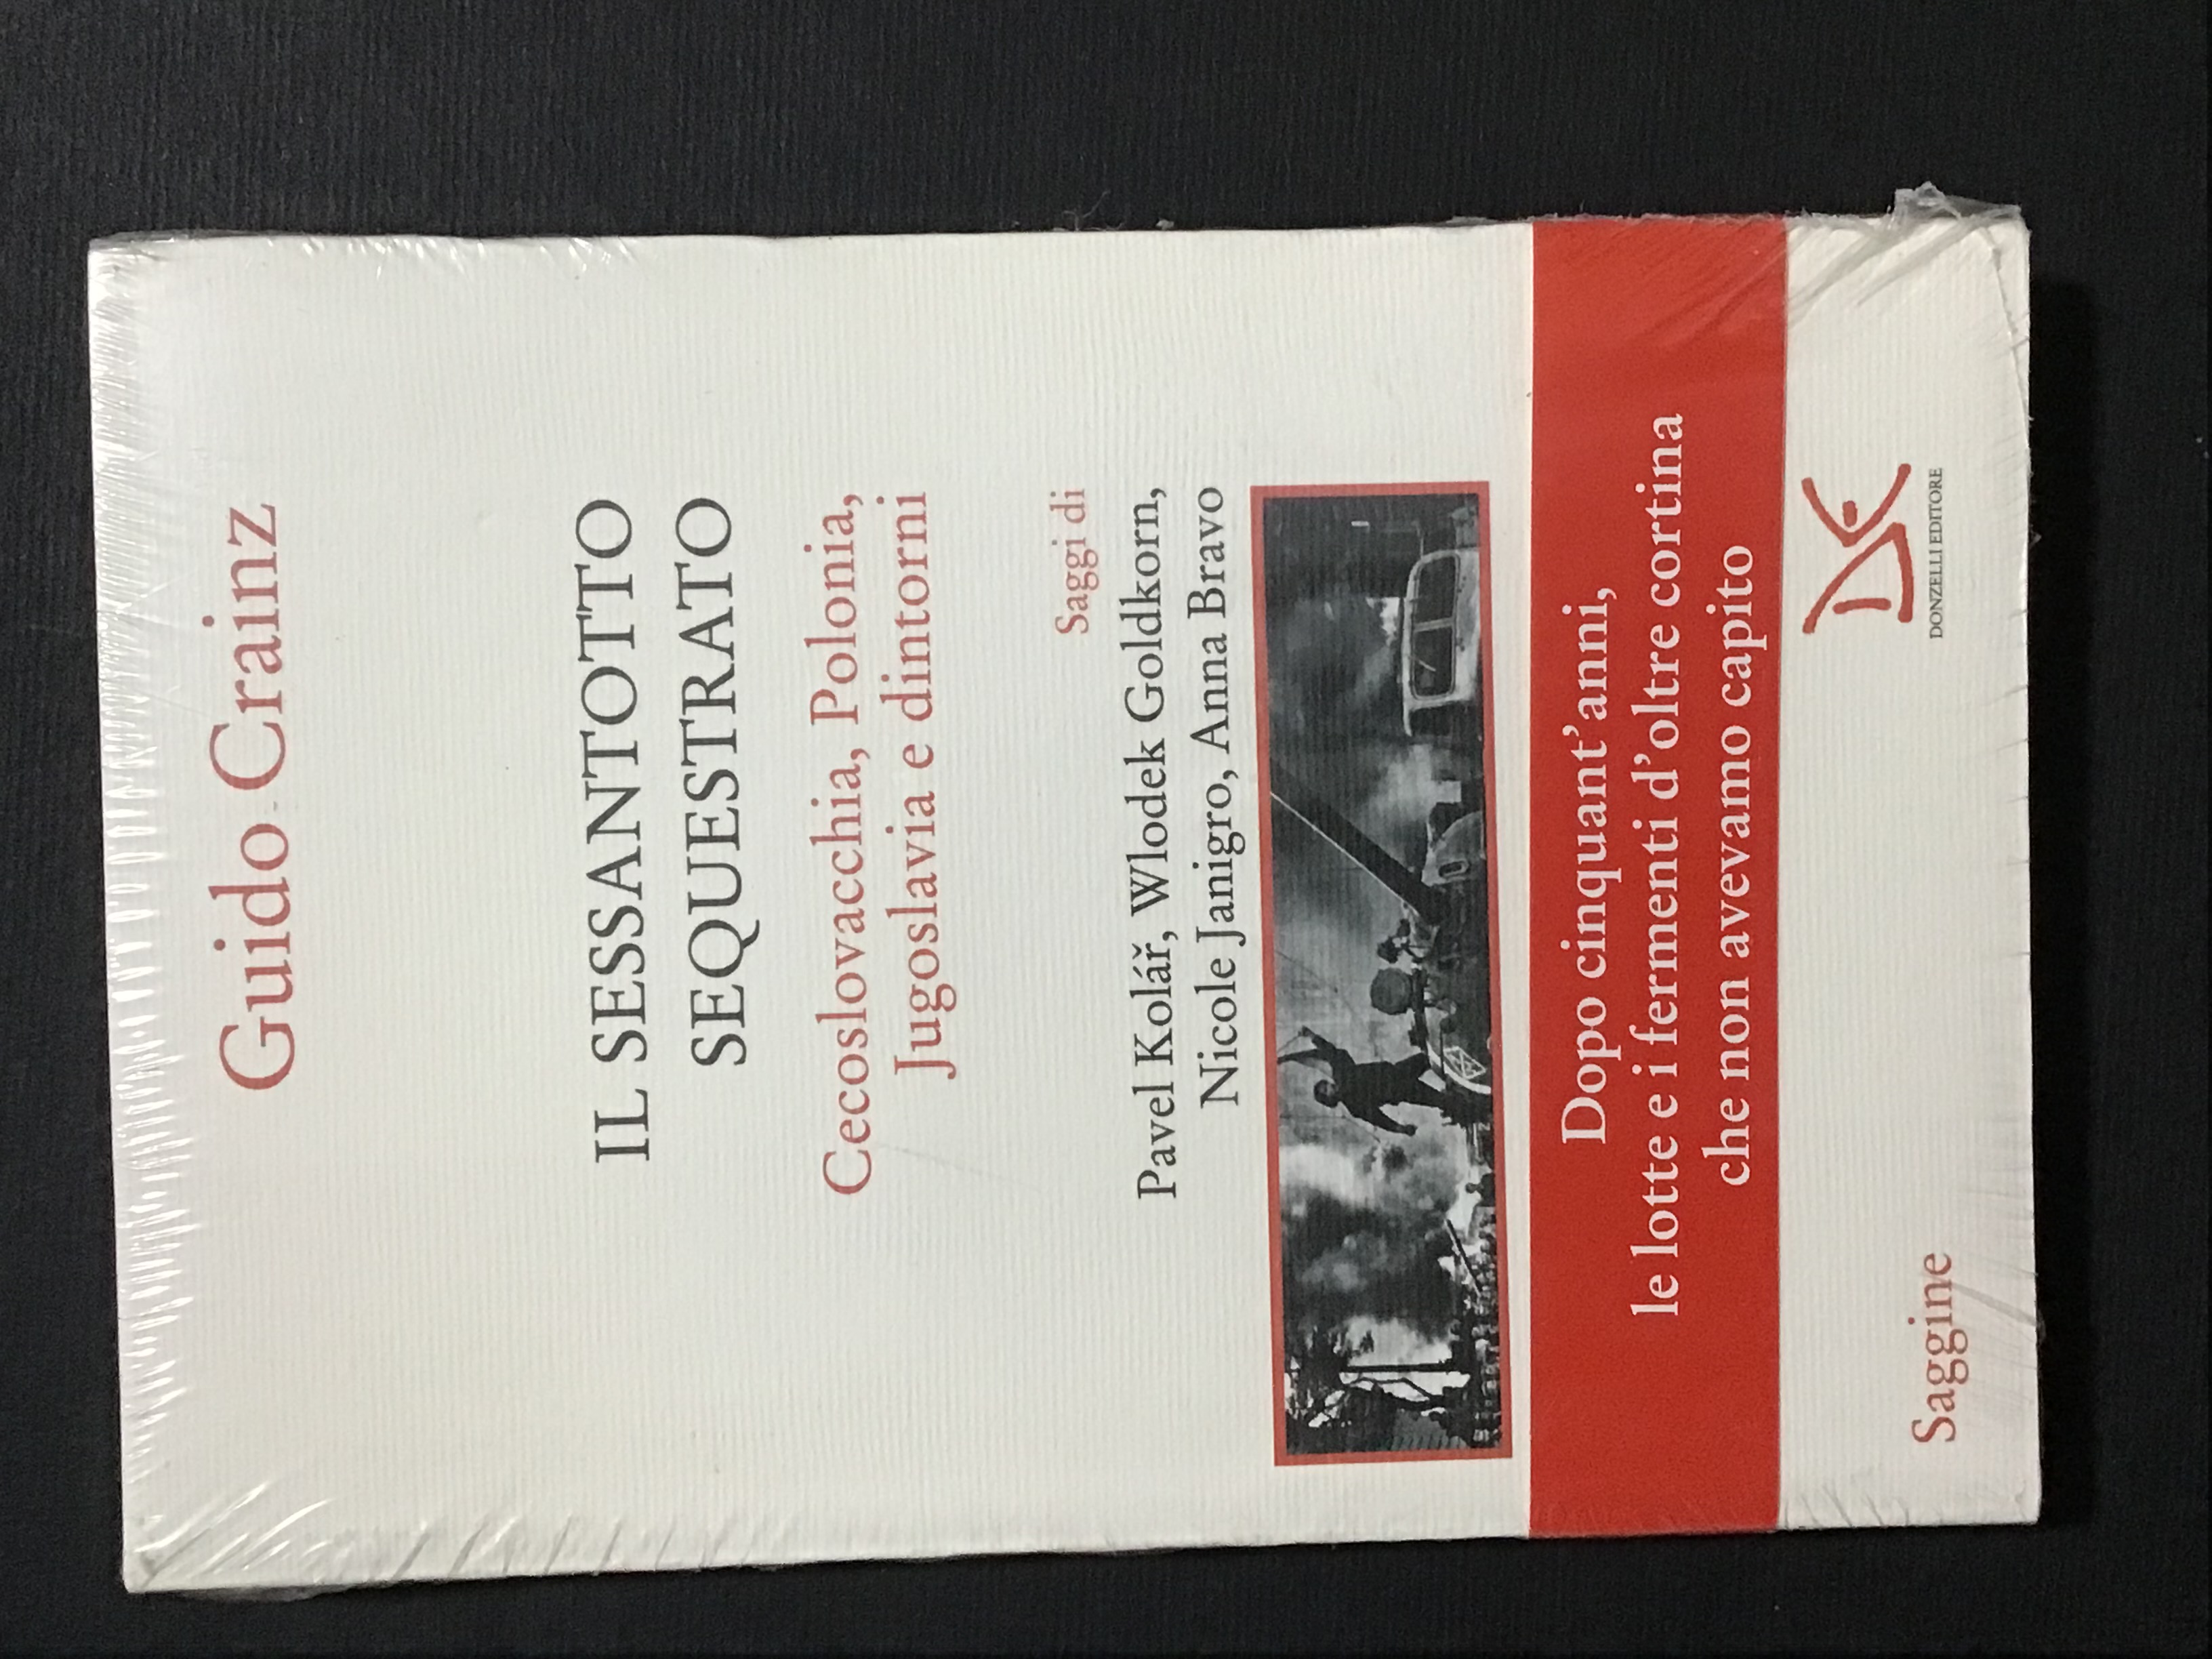 Guido Crainz
IL SESSANTOTTO
SEQUESTRATO
Cecoslovacchia, Polonia,
Jugoslavia e dintorni
Saggi di
Pavel Kolář, Wlodek Goldkorn,
Nicole Janigro, Anna Bravo
Dopo cinquant'anni,
le lotte e i fermenti d'oltre cortina
che non avevamo capito
Saggine
DONZELLI EDITORE